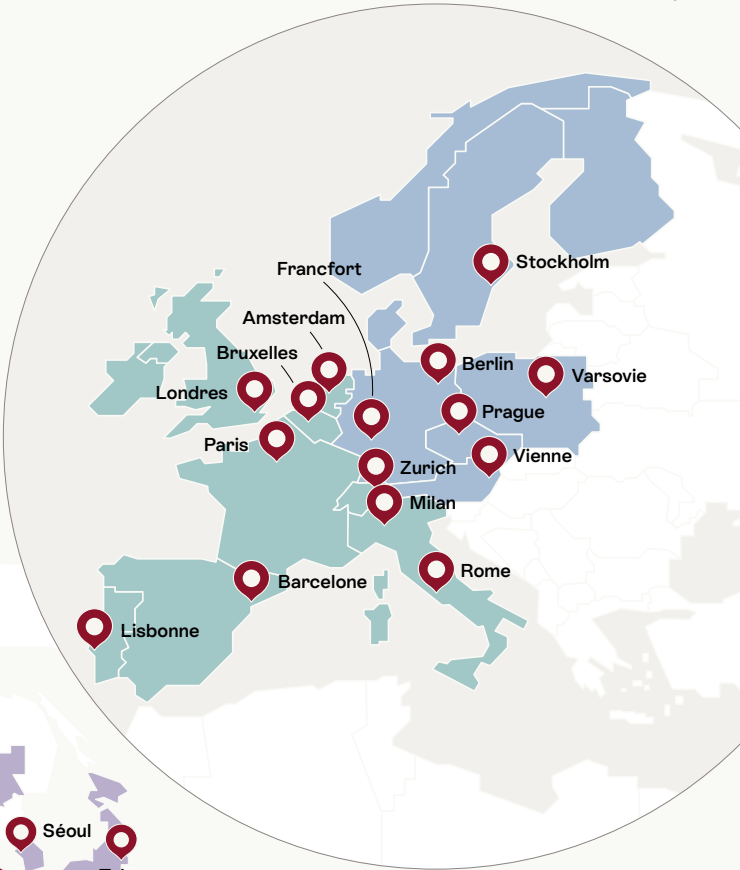 Stockholm
Francfort
Amsterdam
Bruxelles
Berlin
Varsovie
Londres
Prague
Paris
Vienne
Zurich
Milan
Rome
Barcelone
Lisbonne
Séoul